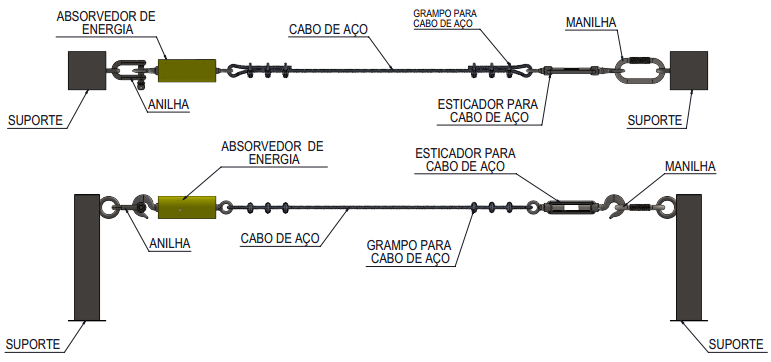 ABSORVEDOR DE
ENERGIA
CABO DE AÇO
GRAMPO PARA
CABO DE AÇO
MANILHA
SUPORTE
ANILHA
ESTICADOR PARA
CABO DE AÇO
SUPORTE
ABSORVEDOR DE
ENERGIA
ESTICADOR PARA
CABO DE AÇO
MANILHA
ANILHA
CABO DE AÇO
GRAMPO PARA
CABO DE AÇO
SUPORTE
SUPORTE